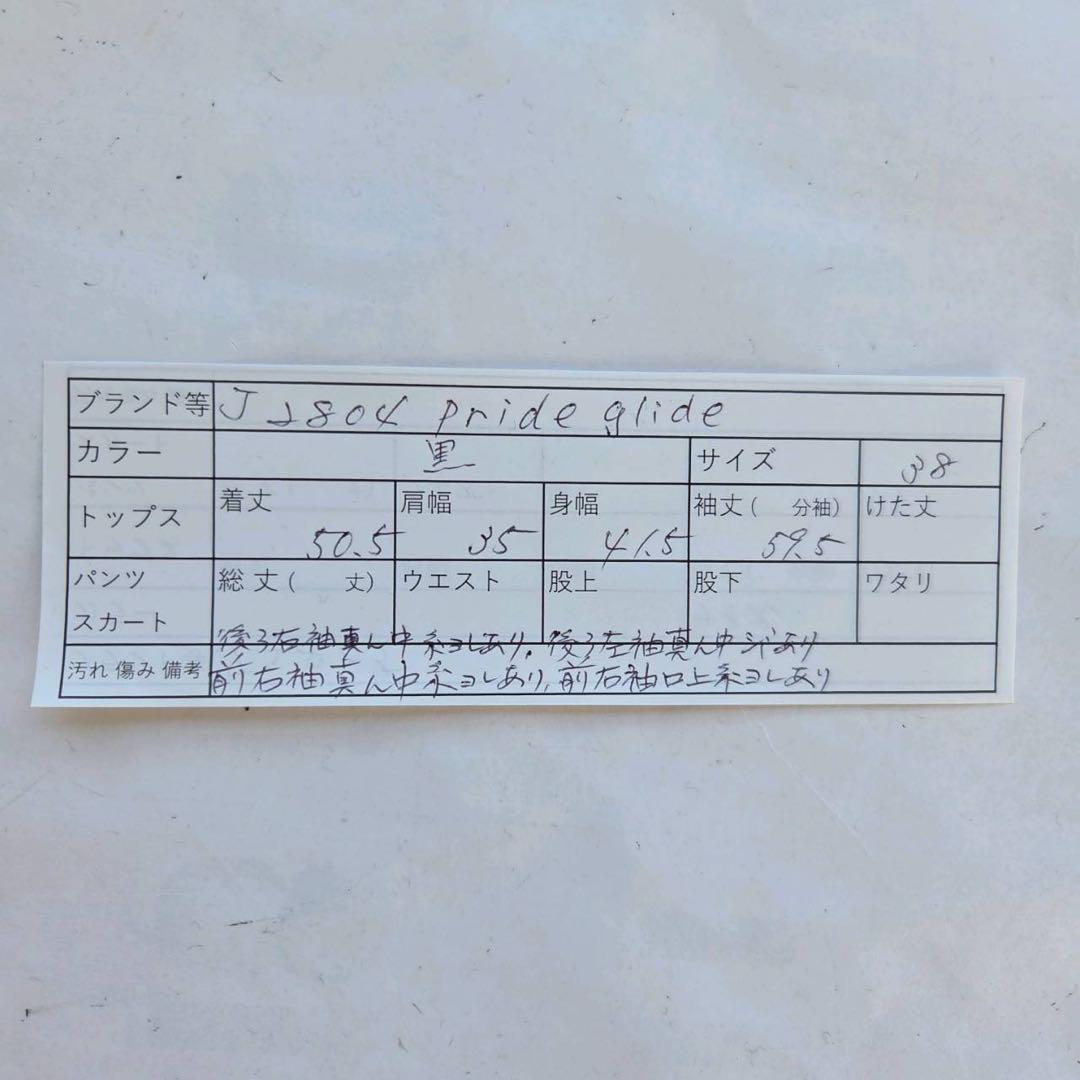 ブランド等 J2804 pride glide
カラー 黒 サイズ 38
トップス 着丈 50.5 肩幅 35 身幅 41.5 袖丈( 分袖) 59.5 けた丈
パンツ スカート 総丈( 丈) ウエスト 股上 股下 ワタリ
後ろ右袖真ん中糸ヨレあり、後ろ左袖真ん中シミあり
汚れ 傷み 備考 前右袖真ん中糸ヨレあり、前右袖口上糸ヨレあり